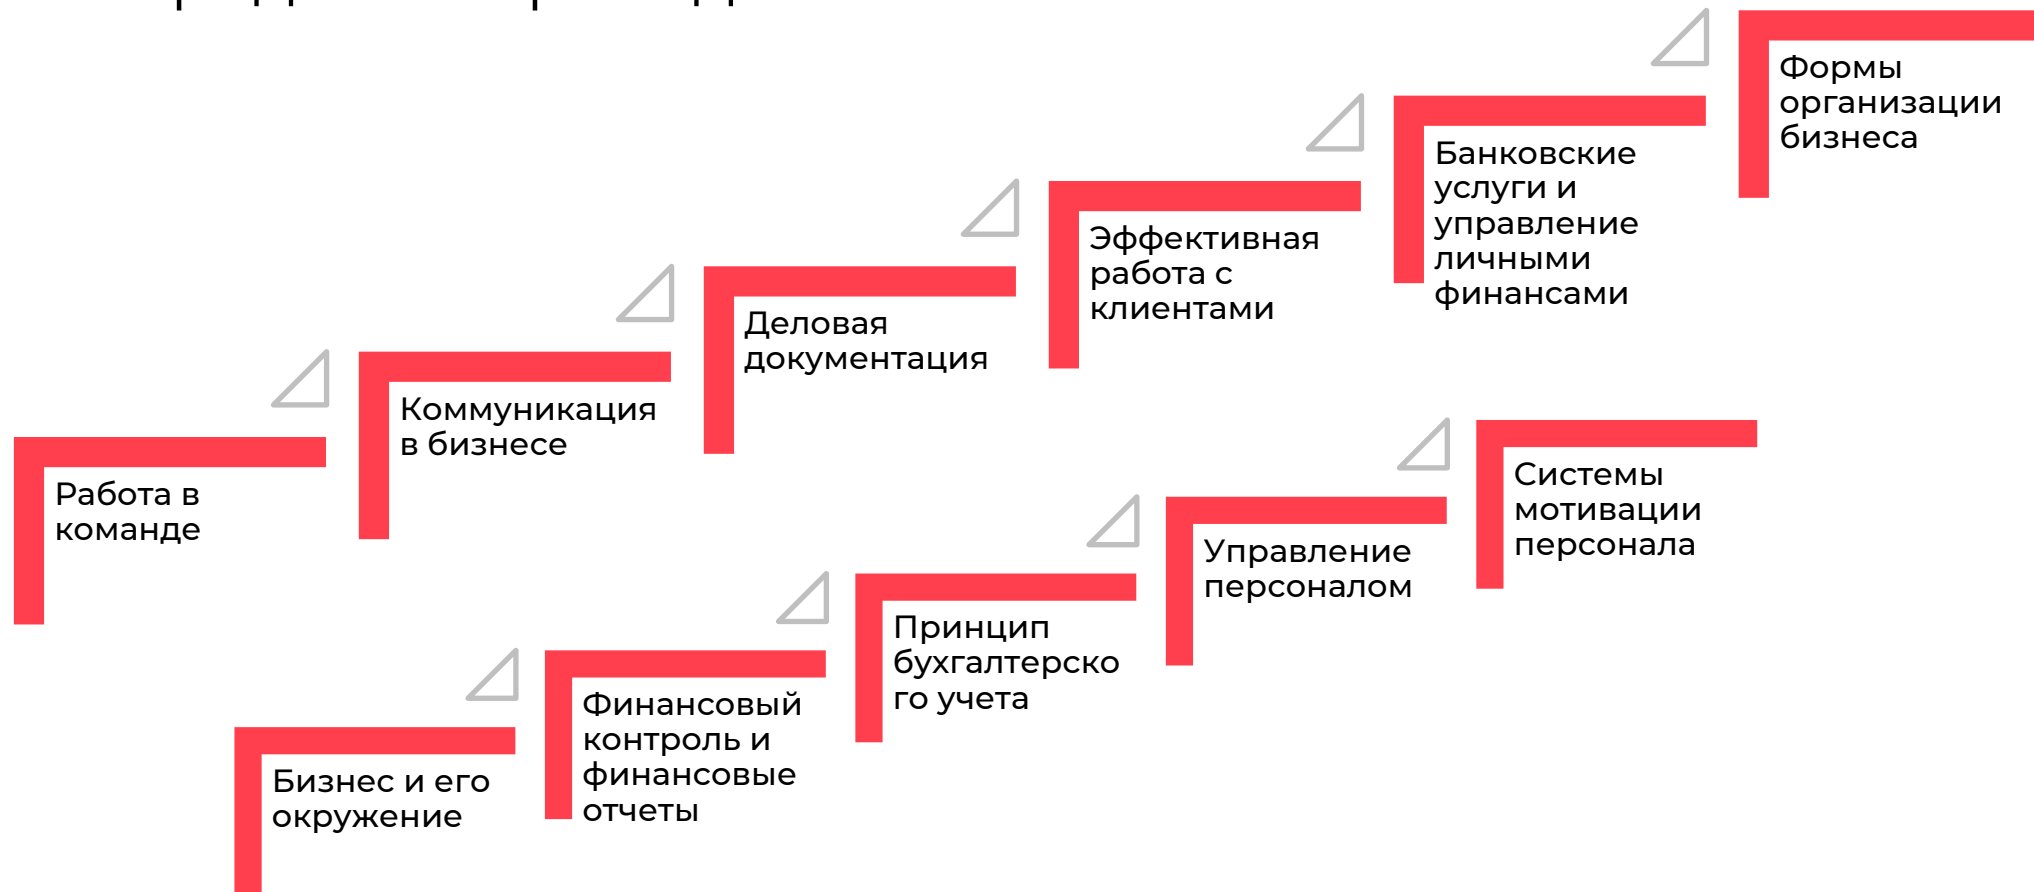 Работа в
команде
Коммуникация
в бизнесе
Деловая
документация
Эффективная
работа с
клиентами
Банковские
услуги и
управление
личными
финансами
Формы
организации
бизнеса
Бизнес и его
окружение
Финансовый
контроль и
финансовые
отчеты
Принцип
бухгалтерско
го учета
Управление
персоналом
Системы
мотивации
персонала